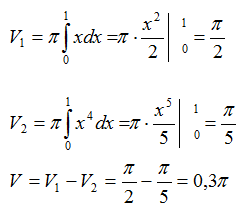 V₁ = π∫₀¹ xdx = π · x²/2 |₀¹ = π/2
V₂ = π∫₀¹ x⁴ dx = π · x⁵/5 |₀¹ = π/5
V = V₁ − V₂ = π/2 − π/5 = 0,3π